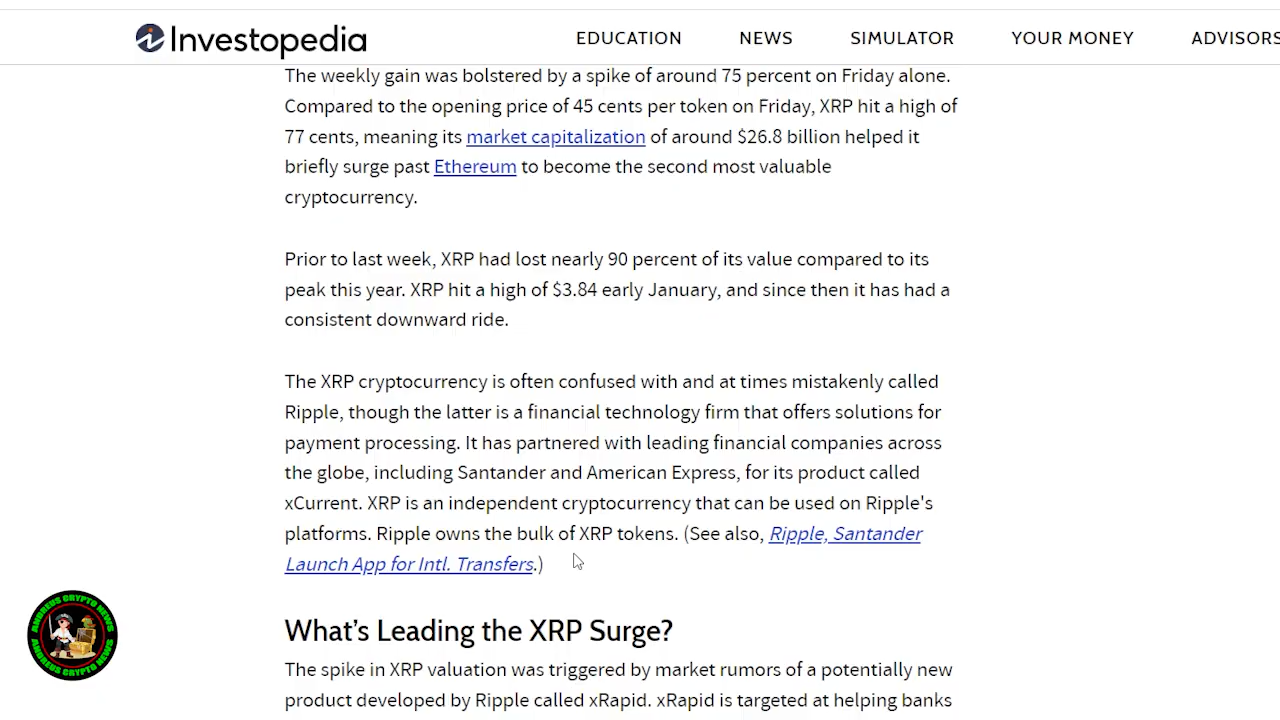 Investopedia
EDUCATION
NEWS
SIMULATOR
YOUR MONEY
ADVISORS
The weekly gain was bolstered by a spike of around 75 percent on Friday alone.
Compared to the opening price of 45 cents per token on Friday, XRP hit a high of
77 cents, meaning its market capitalization of around $26.8 billion helped it
briefly surge past Ethereum to become the second most valuable
cryptocurrency.
Prior to last week, XRP had lost nearly 90 percent of its value compared to its
peak this year. XRP hit a high of $3.84 early January, and since then it has had a
consistent downward ride.
The XRP cryptocurrency is often confused with and at times mistakenly called
Ripple, though the latter is a financial technology firm that offers solutions for
payment processing. It has partnered with leading financial companies across
the globe, including Santander and American Express, for its product called
xCurrent. XRP is an independent cryptocurrency that can be used on Ripple's
platforms. Ripple owns the bulk of XRP tokens. (See also, Ripple, Santander
Launch App for Intl. Transfers.)
What's Leading the XRP Surge?
The spike in XRP valuation was triggered by market rumors of a potentially new
product developed by Ripple called xRapid. xRapid is targeted at helping banks
ANDREUS CRYPTO NEWS
ANDREUS CRYPTO NEWS